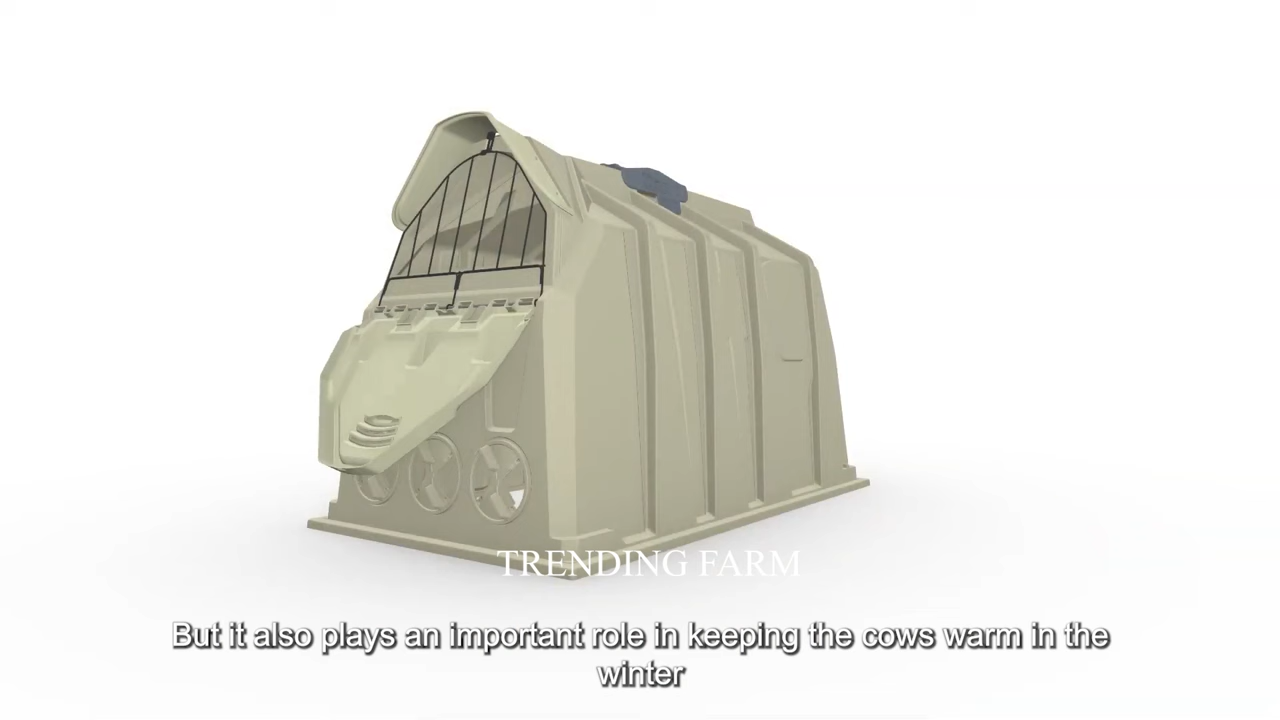 TRENDING FARM
But it also plays an important role in keeping the cows warm in the
winter